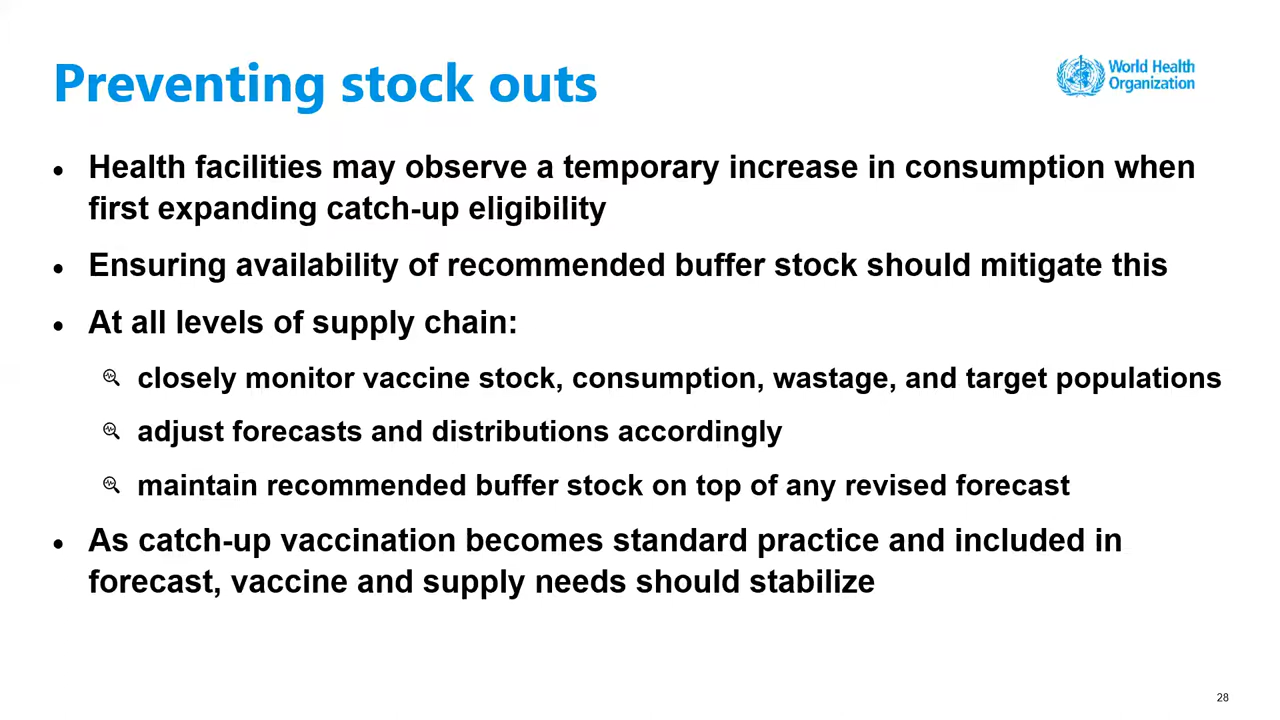 Preventing stock outs
World Health
Organization
• Health facilities may observe a temporary increase in consumption when
first expanding catch-up eligibility
• Ensuring availability of recommended buffer stock should mitigate this
• At all levels of supply chain:
closely monitor vaccine stock, consumption, wastage, and target populations
adjust forecasts and distributions accordingly
maintain recommended buffer stock on top of any revised forecast
• As catch-up vaccination becomes standard practice and included in
forecast, vaccine and supply needs should stabilize
28